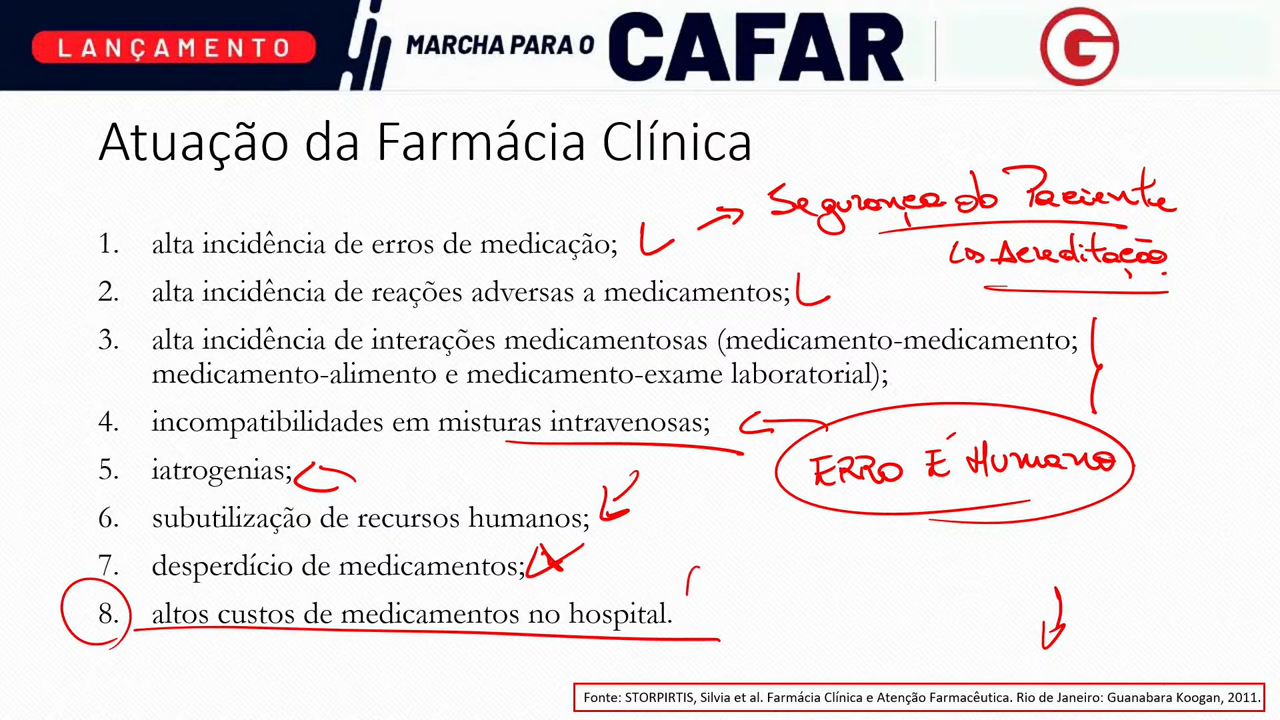 LANÇAMENTO
MARCHA PARA O CAFAR
G
Atuação da Farmácia Clínica
Segurança do Paciente
↳ Acreditação
1. alta incidência de erros de medicação;
2. alta incidência de reações adversas a medicamentos;
3. alta incidência de interações medicamentosas (medicamento-medicamento;
medicamento-alimento e medicamento-exame laboratorial);
4. incompatibilidades em misturas intravenosas;
ERRO É HUMANO
5. iatrogenias;
6. subutilização de recursos humanos;
7. desperdício de medicamentos;
8. altos custos de medicamentos no hospital.
Fonte: STORPIRTIS, Silvia et al. Farmácia Clínica e Atenção Farmacêutica. Rio de Janeiro: Guanabara Koogan, 2011.